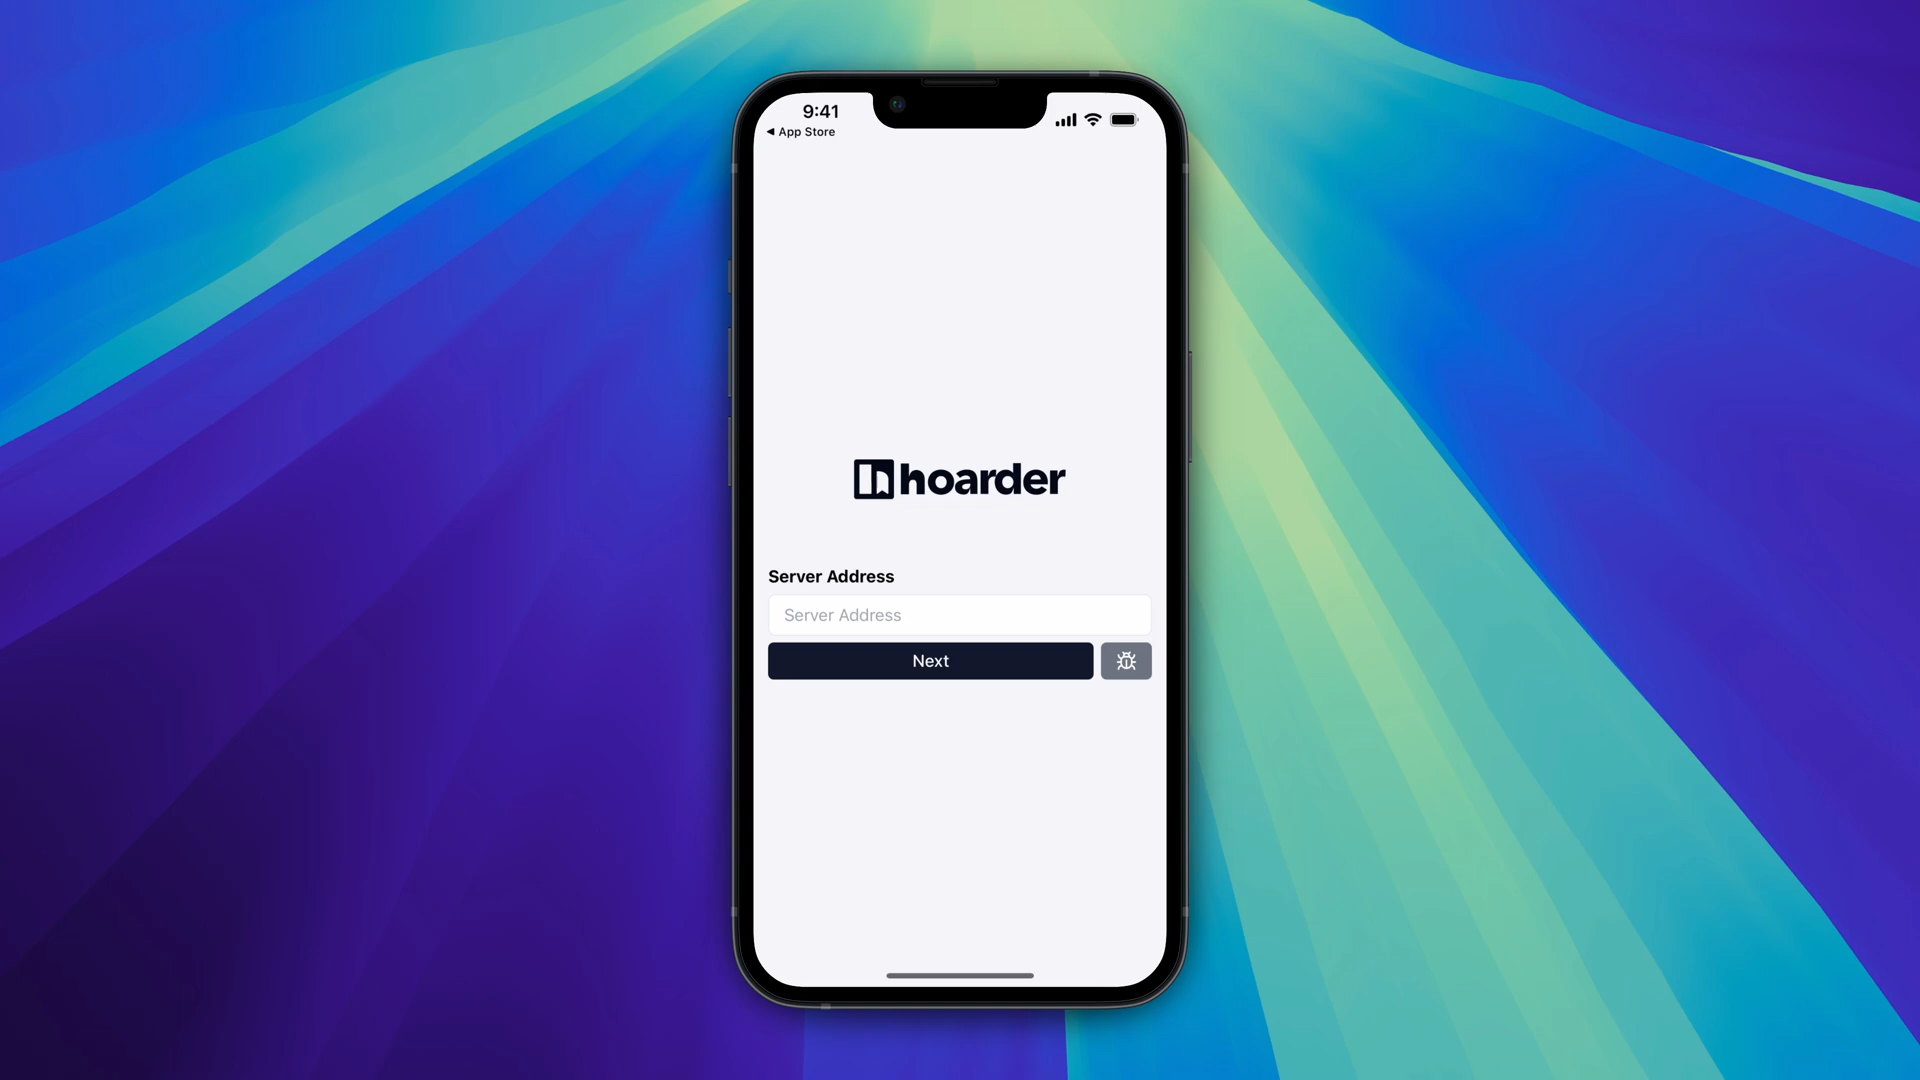 9:41
◀ App Store
hoarder
Server Address
Server Address
Next